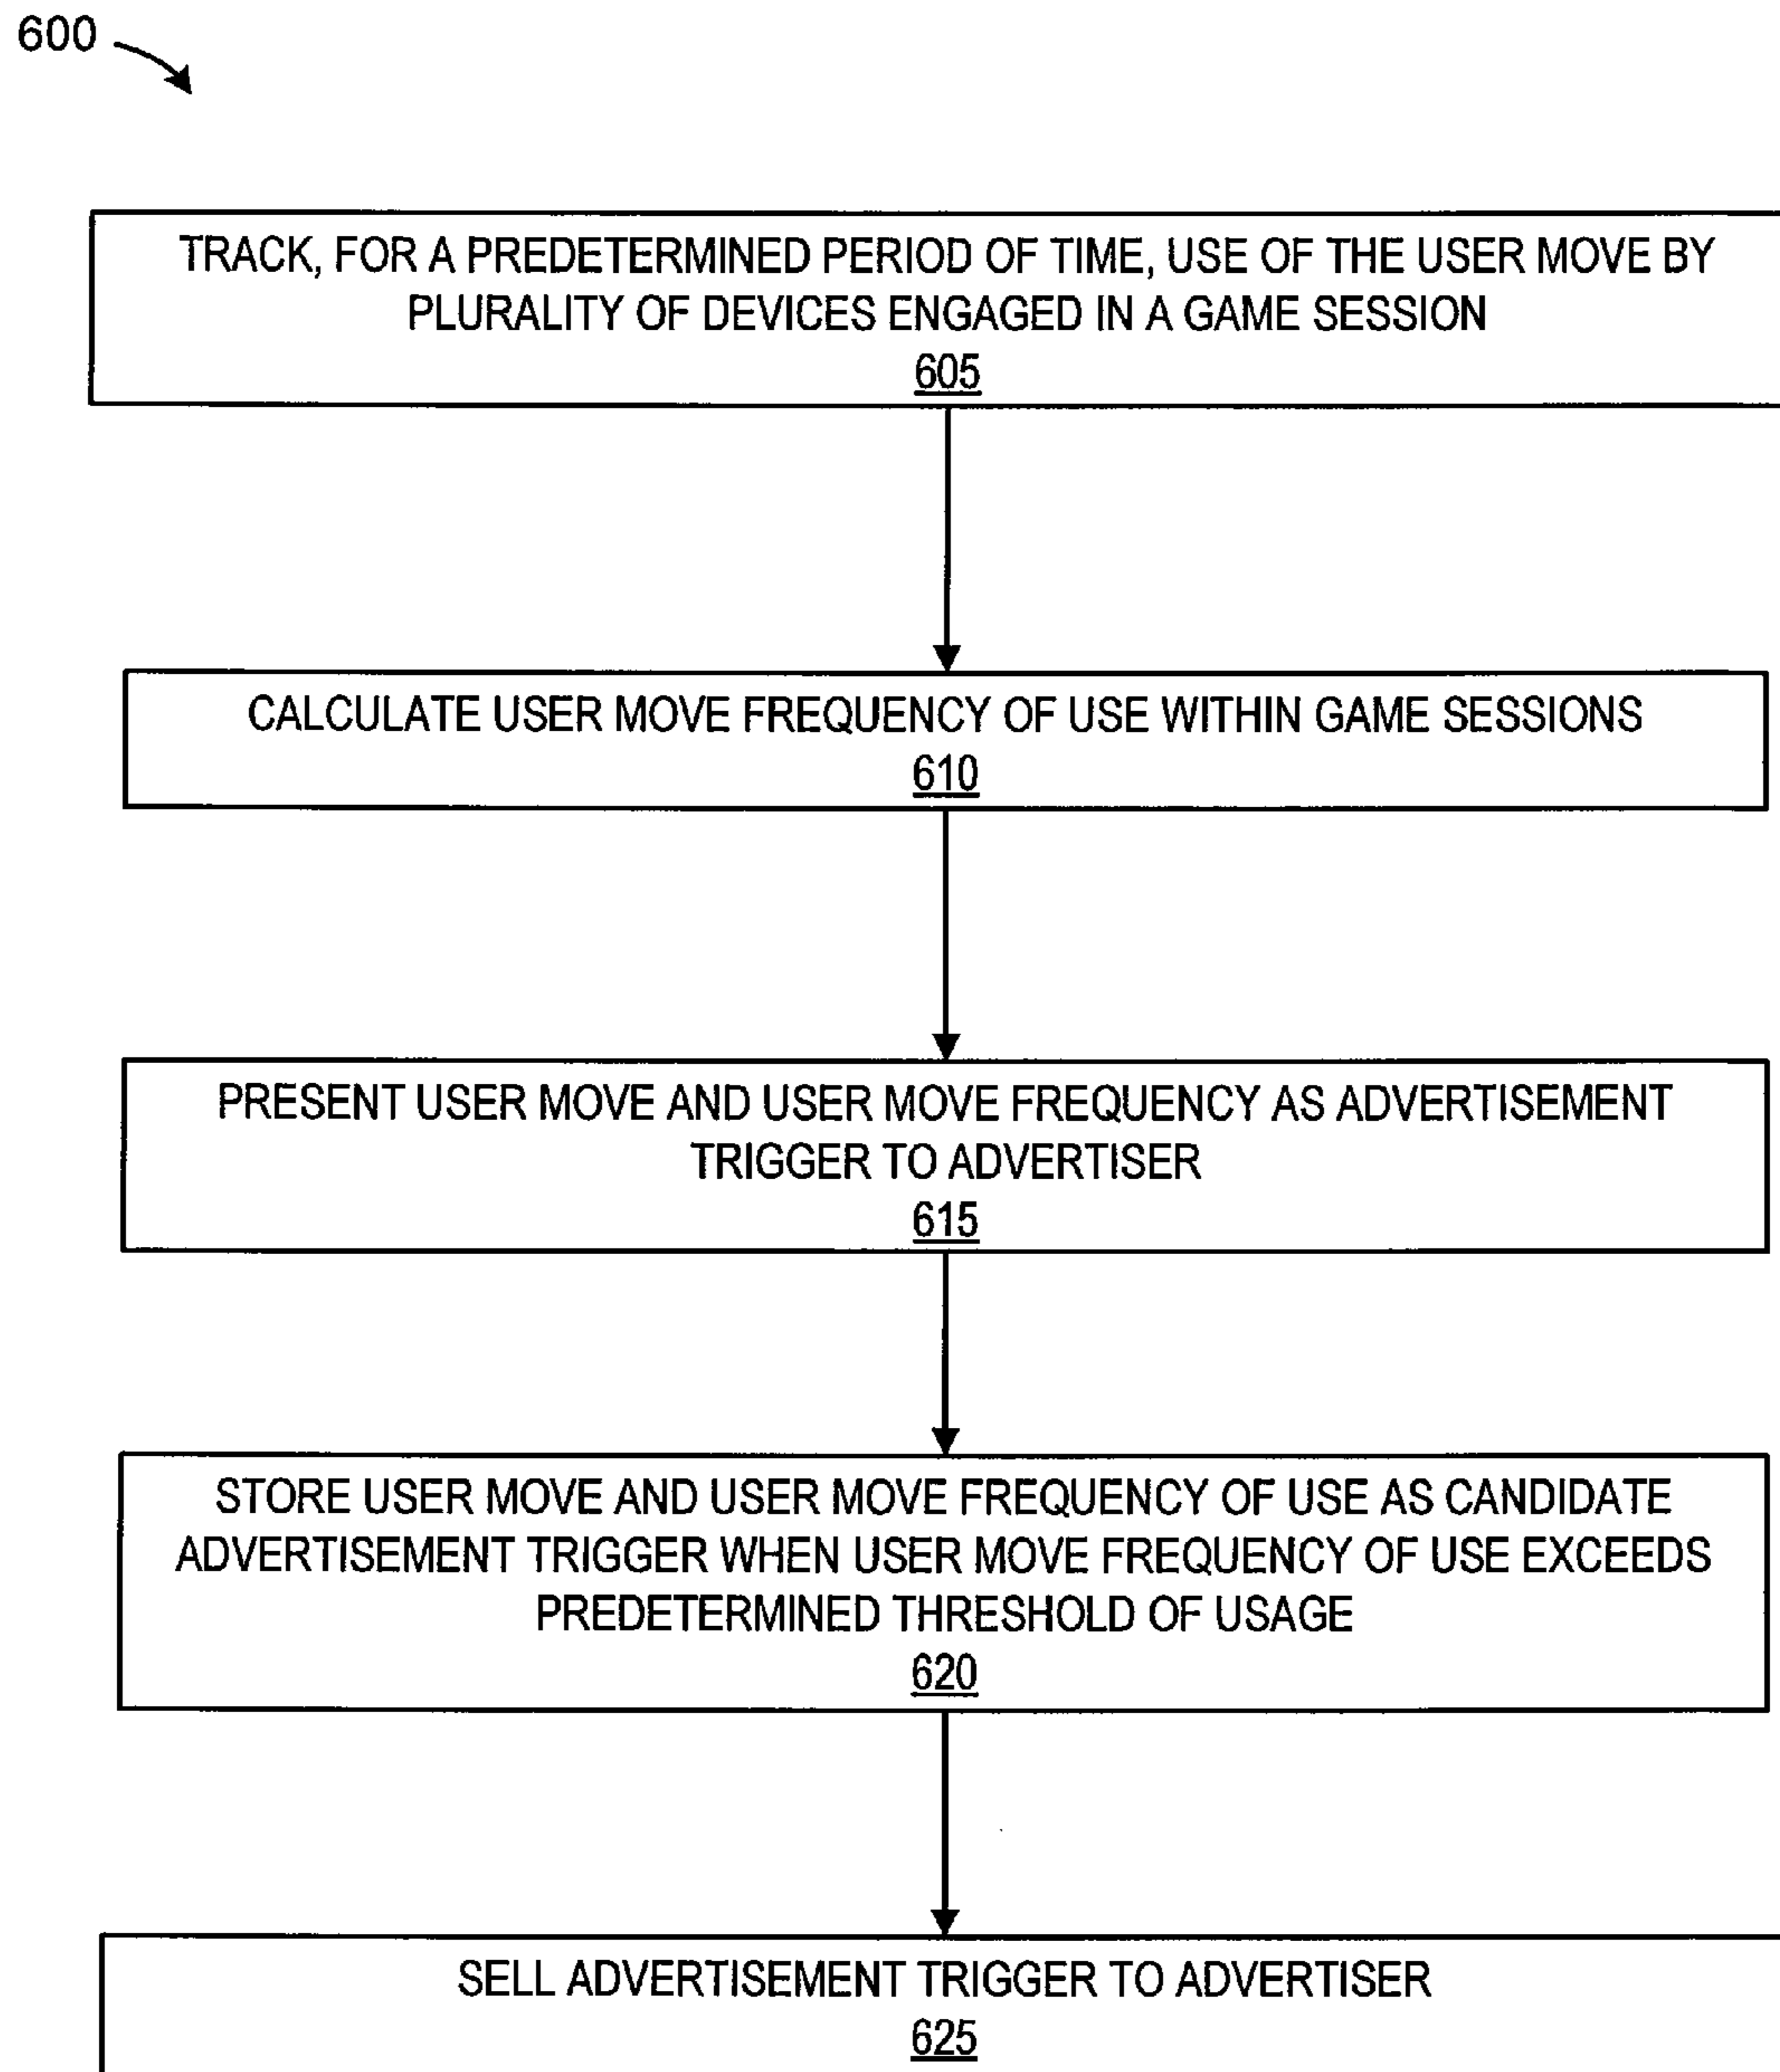 600
TRACK, FOR A PREDETERMINED PERIOD OF TIME, USE OF THE USER MOVE BY
PLURALITY OF DEVICES ENGAGED IN A GAME SESSION
605
CALCULATE USER MOVE FREQUENCY OF USE WITHIN GAME SESSIONS
610
PRESENT USER MOVE AND USER MOVE FREQUENCY AS ADVERTISEMENT
TRIGGER TO ADVERTISER
615
STORE USER MOVE AND USER MOVE FREQUENCY OF USE AS CANDIDATE
ADVERTISEMENT TRIGGER WHEN USER MOVE FREQUENCY OF USE EXCEEDS
PREDETERMINED THRESHOLD OF USAGE
620
SELL ADVERTISEMENT TRIGGER TO ADVERTISER
625